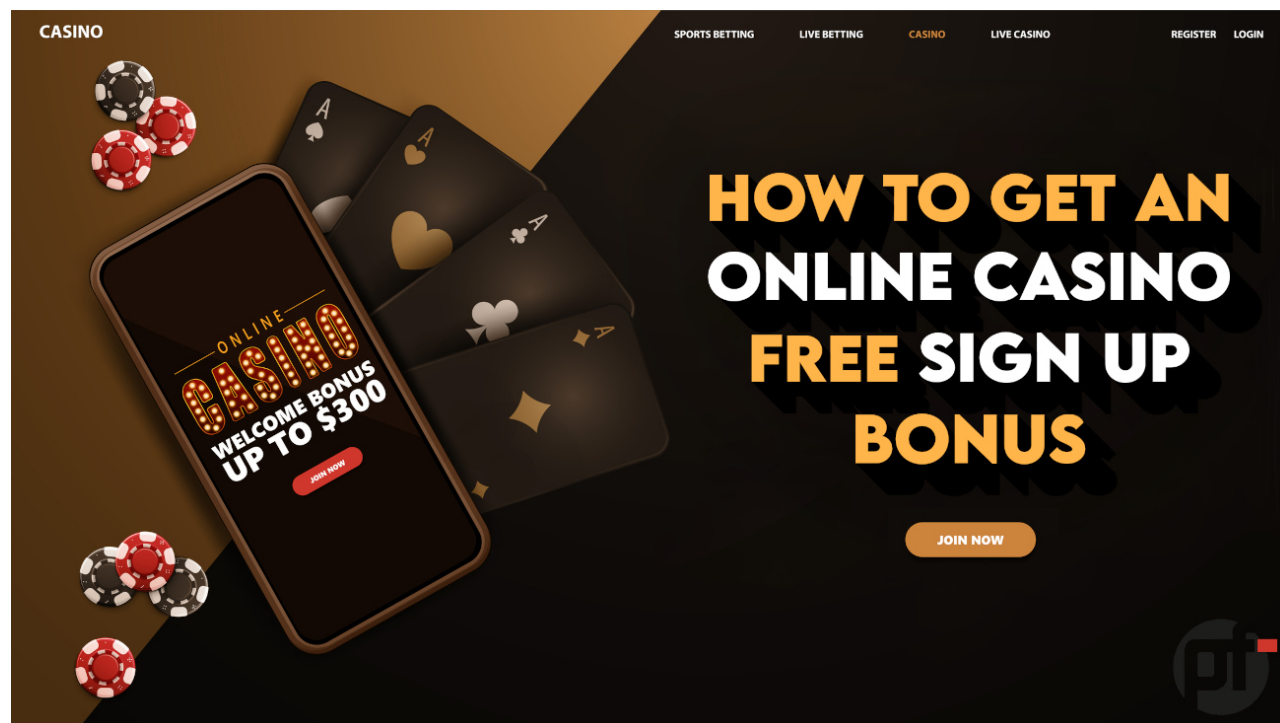 CASINO
SPORTS BETTING LIVE BETTING CASINO LIVE CASINO REGISTER LOGIN
A
A
A
A
ONLINE
CASINO
WELCOME BONUS
UP TO $300
JOIN NOW
HOW TO GET AN
ONLINE CASINO
FREE SIGN UP
BONUS
JOIN NOW
pf